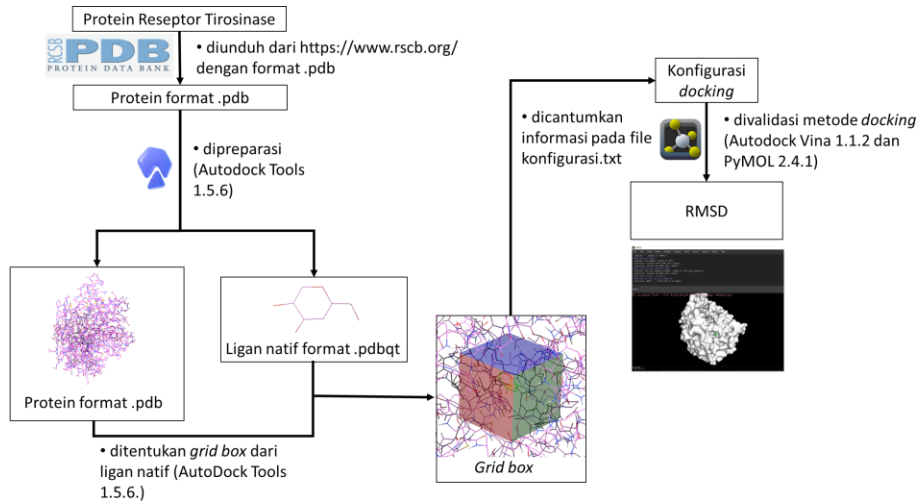 Protein Reseptor Tirosinase
RCSB
PDB
PROTEIN DATA BANK
• diunduh dari https://www.rscb.org/
dengan format .pdb
Protein format .pdb
• dipreparasi
(Autodock Tools
1.5.6)
Protein format .pdb
Ligan natif format .pdbqt
• ditentukan grid box dari
ligan natif (AutoDock Tools
1.5.6.)
Grid box
• dicantumkan
informasi pada file
konfigurasi.txt
Konfigurasi
docking
• divalidasi metode docking
(Autodock Vina 1.1.2 dan
PyMOL 2.4.1)
RMSD